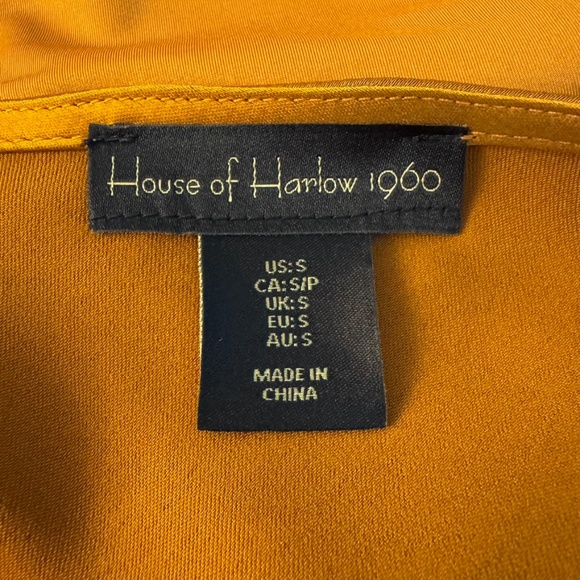 House of Harlow 1960
US: S
CA: S/P
UK: S
EU: S
AU: S
MADE IN
CHINA